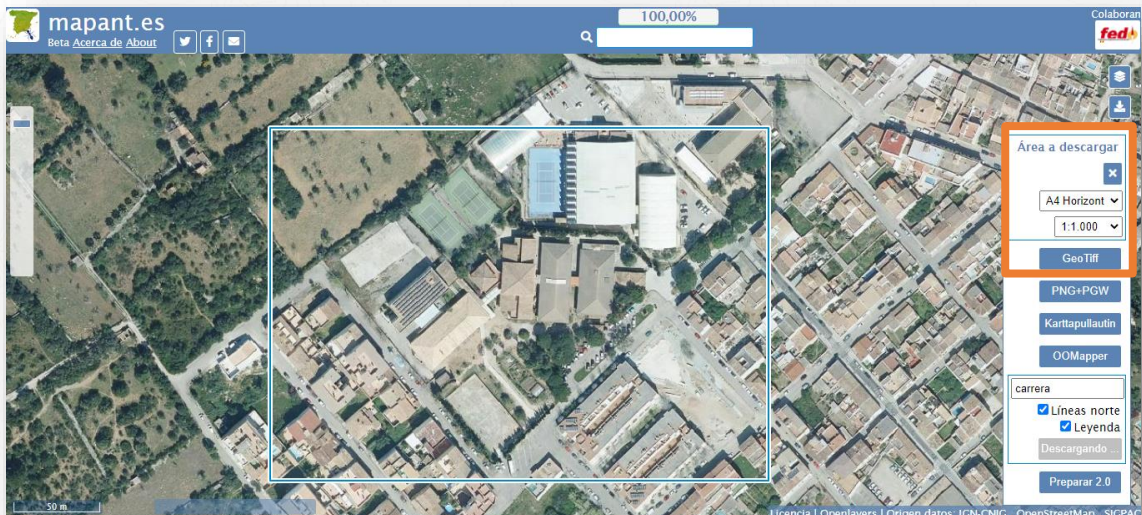 mapant.es
Beta Acerca de About
100,00%
Colaboran
fedo
Área a descargar
A4 Horizont
1:1.000
GeoTiff
PNG+PGW
Karttapullautin
OOMapper
carrera
Líneas norte
Leyenda
Descargando ...
Preparar 2.0
50 m
Licencia | Openlayers | Origen datos: IGN-CNIG, OpenStreetMap, SIGPAC